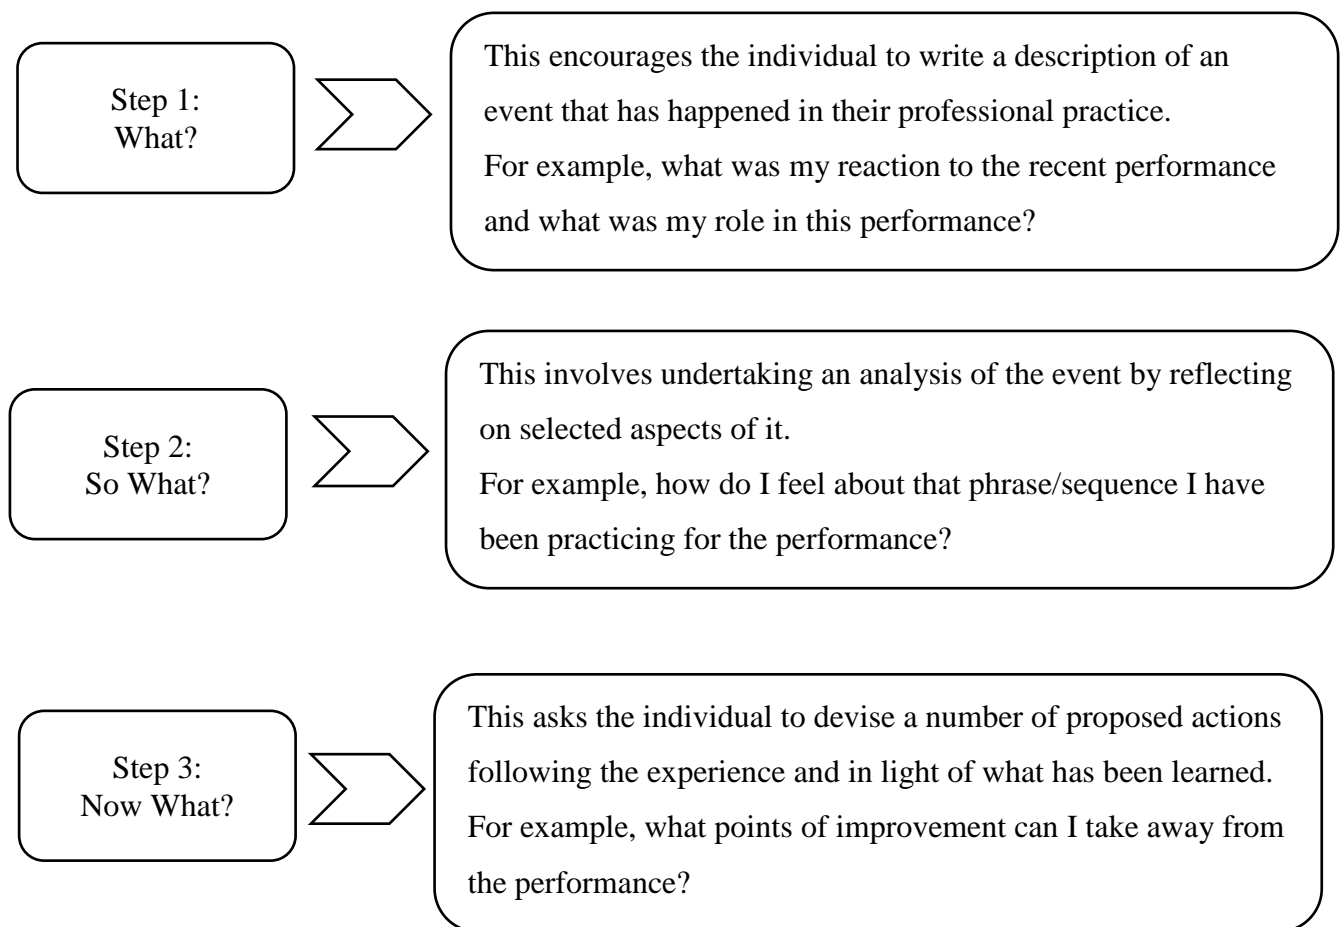 Step 1:
What?
This encourages the individual to write a description of an
event that has happened in their professional practice.
For example, what was my reaction to the recent performance
and what was my role in this performance?
Step 2:
So What?
This involves undertaking an analysis of the event by reflecting
on selected aspects of it.
For example, how do I feel about that phrase/sequence I have
been practicing for the performance?
Step 3:
Now What?
This asks the individual to devise a number of proposed actions
following the experience and in light of what has been learned.
For example, what points of improvement can I take away from
the performance?